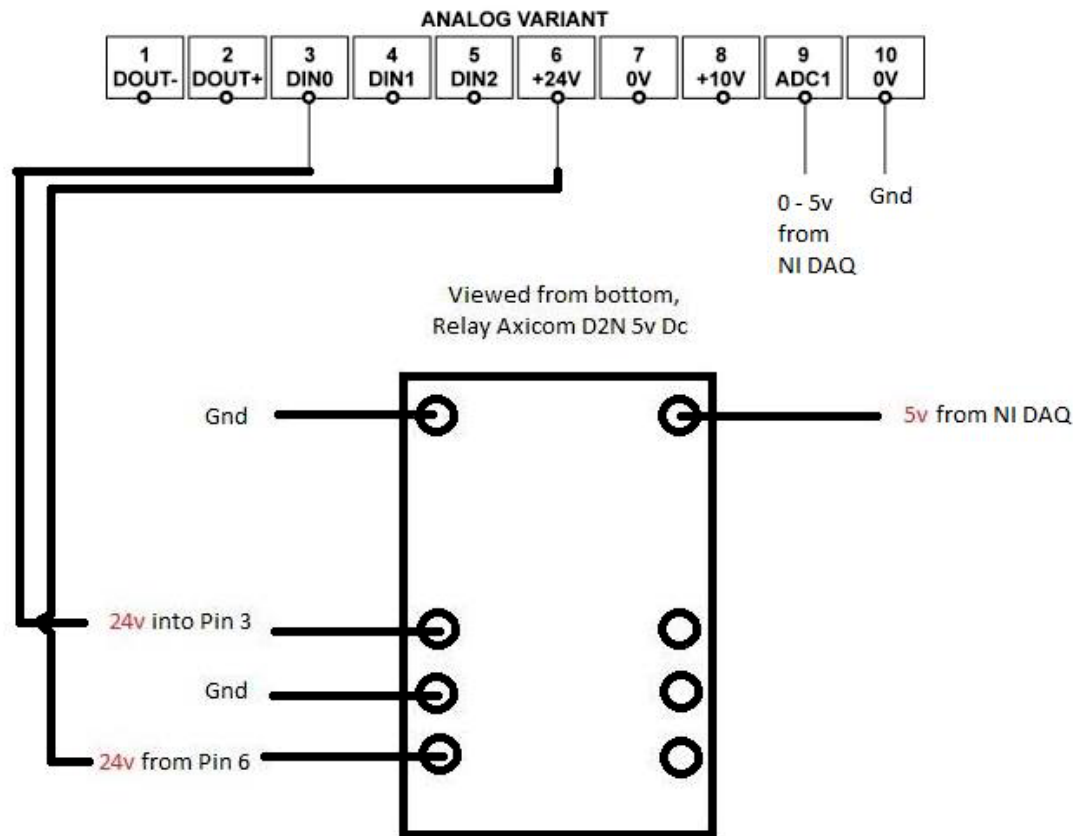 ANALOG VARIANT
1 2 3 4 5 6 7 8 9 10
DOUT- DOUT+ DIN0 DIN1 DIN2 +24V 0V +10V ADC1 0V
0 - 5v
from
NI DAQ
Gnd
Viewed from bottom,
Relay Axicom D2N 5v Dc
Gnd
5v from NI DAQ
24v into Pin 3
Gnd
24v from Pin 6